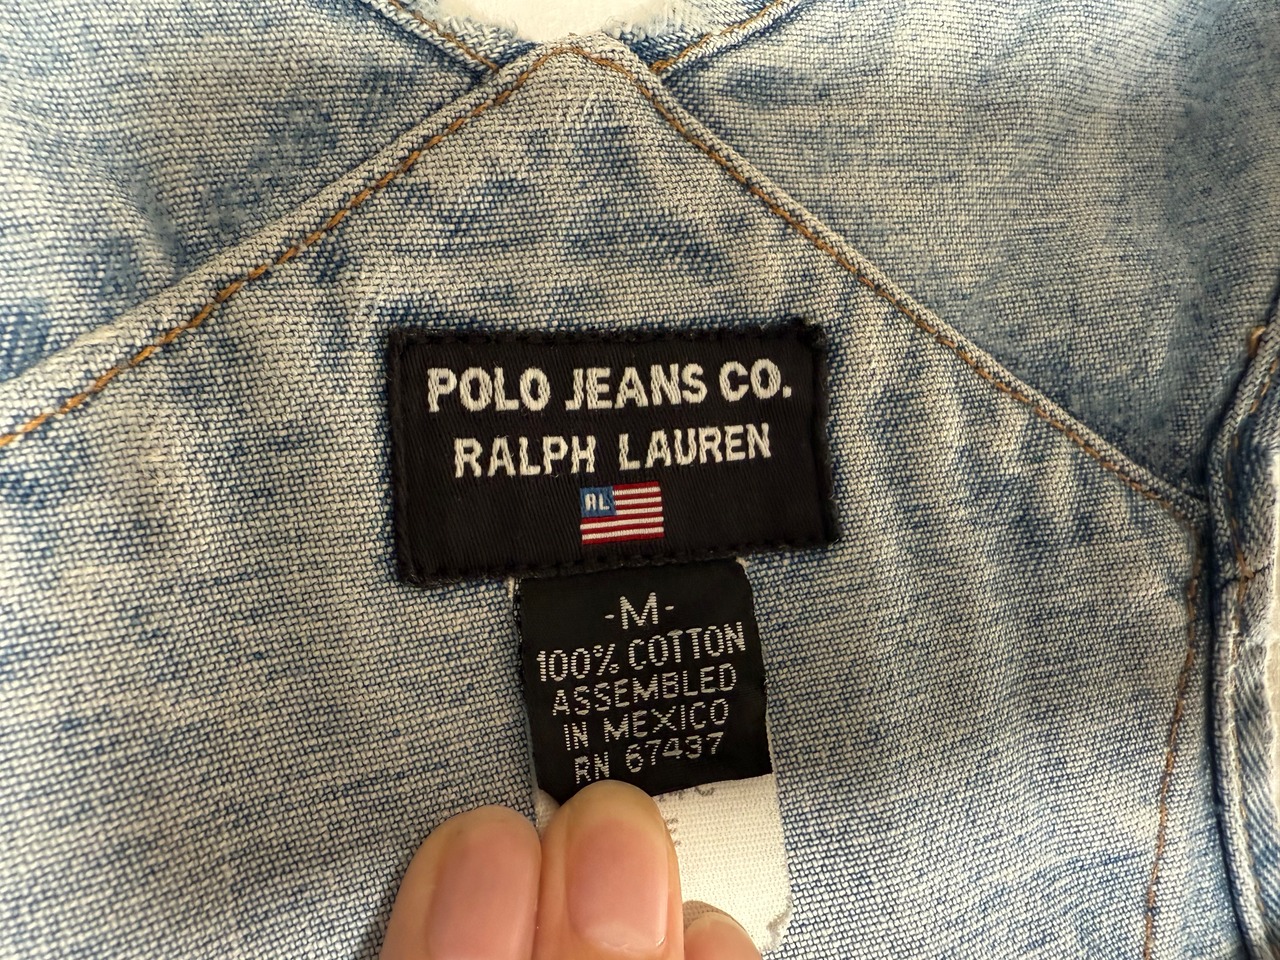 POLO JEANS CO.
RALPH LAUREN
RL
-M-
100% COTTON
ASSEMBLED
IN MEXICO
RN 67437